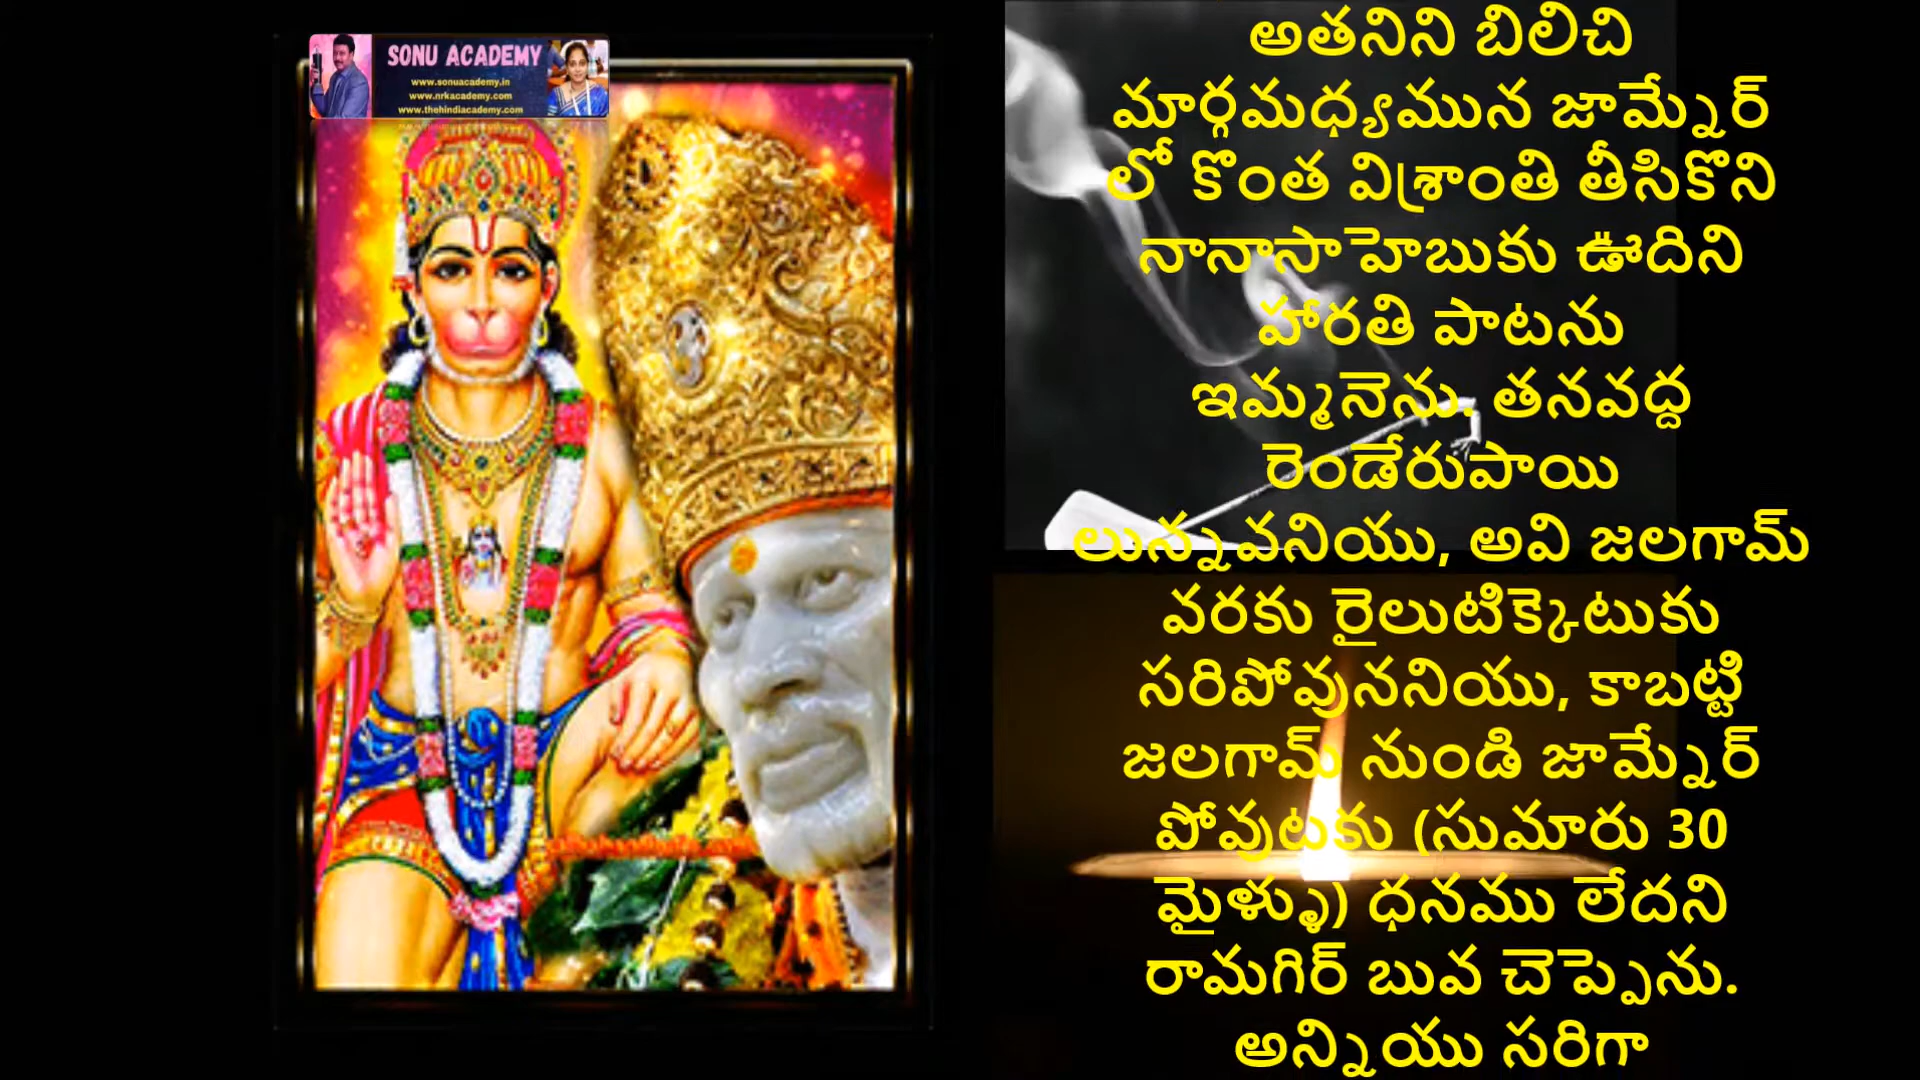 SONU ACADEMY
www.sonuacademy.in
www.nrkacademy.com
www.thehindiacademy.com
అతనిని బిలిచి
మార్గమధ్యమున జామ్నేర్
లో కొంత విశ్రాంతి తీసికొని
నానాసాహెబుకు ఊదిని
హారతి పాటను
ఇమ్మనెను. తనవద్ద
రెండేరుపాయి
లున్నవనియు, అవి జలగామ్
వరకు రైలుటిక్కెటుకు
సరిపోవుననియు, కాబట్టి
జలగామ్ నుండి జామ్నేర్
పోవుటకు (సుమారు 30
మైళ్ళు) ధనము లేదని
రామగిర్ బువ చెప్పెను.
అన్నియు సరిగా